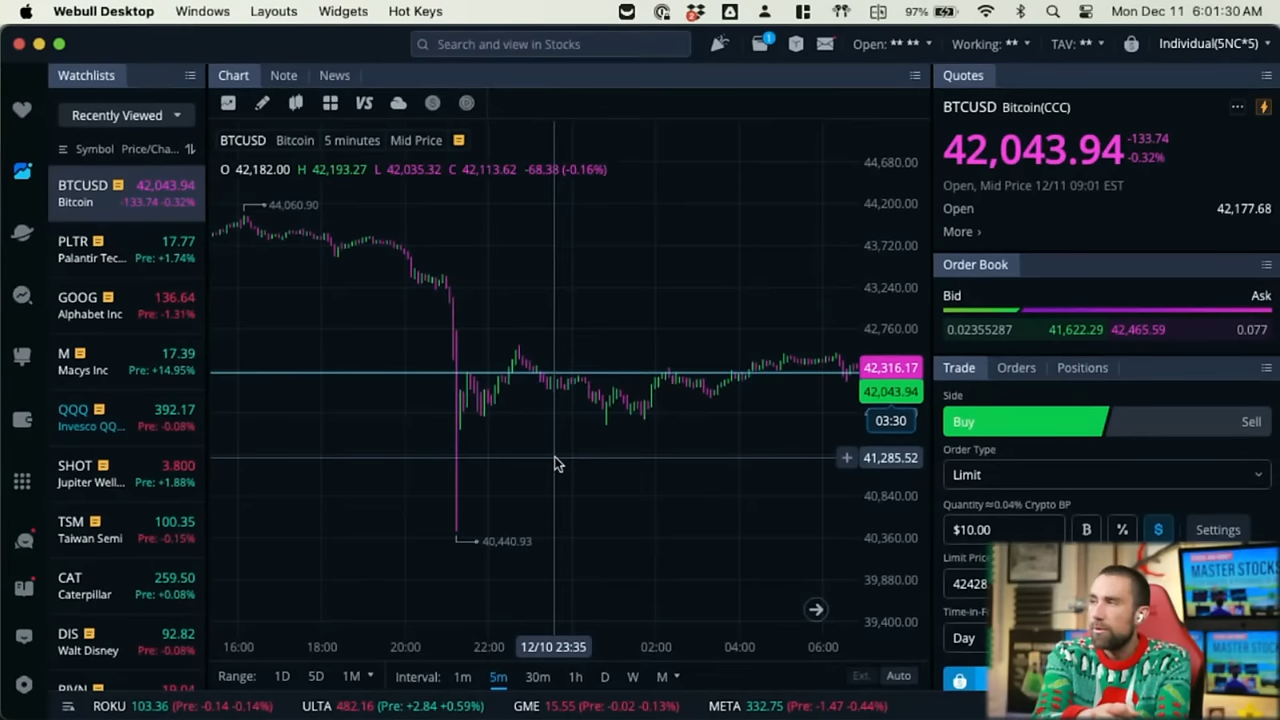 Webull Desktop Windows Layouts Widgets Hot Keys 97% Mon Dec 11 6:01:30 AM
Search and view in Stocks Open: ** ** Working: ** TAV: ** Individual(5NC*5)
Watchlists
Recently Viewed
Symbol Price/Cha...
BTCUSD 42,043.94
Bitcoin -133.74 -0.32%
PLTR 17.77
Palantir Tec... Pre: +1.74%
GOOG 136.64
Alphabet Inc Pre: -1.31%
M 17.39
Macys Inc Pre: +14.95%
QQQ 392.17
Invesco QQ... Pre: -0.08%
SHOT 3.800
Jupiter Well... Pre: +1.88%
TSM 100.35
Taiwan Semi Pre: -0.15%
CAT 259.50
Caterpillar Pre: +0.08%
DIS 92.82
Walt Disney Pre: -0.08%
Chart Note News
VS
BTCUSD Bitcoin 5 minutes Mid Price
O 42,182.00 H 42,193.27 L 42,035.32 C 42,113.62 -68.38 (-0.16%)
44,060.90
40,440.93
44,680.00
44,200.00
43,720.00
43,240.00
42,760.00
42,316.17
42,043.94
03:30
41,285.52
40,840.00
40,360.00
39,880.00
39,400.00
16:00 18:00 20:00 22:00 12/10 23:35 02:00 04:00 06:00
Range: 1D 5D 1M Interval: 1m 5m 30m 1h D W M Ext. Auto
Quotes
BTCUSD Bitcoin(CCC)
42,043.94 -133.74
-0.32%
Open, Mid Price 12/11 09:01 EST
Open 42,177.68
More
Order Book
Bid Ask
0.02355287 41,622.29 42,465.59 0.077
Trade Orders Positions
Side
Buy Sell
Order Type
Limit
Quantity ≈0.04% Crypto BP
$10.00 B % $ Settings
Limit Pric
42428
Time-in-F
Day
MASTER STOCKS
MASTER STOCKS
ROKU 103.36 (Pre: -0.14 -0.14%) ULTA 482.16 (Pre: +2.84 +0.59%) GME 15.55 (Pre: -0.02 -0.13%) META 332.75 (Pre: -1.47 -0.44%)